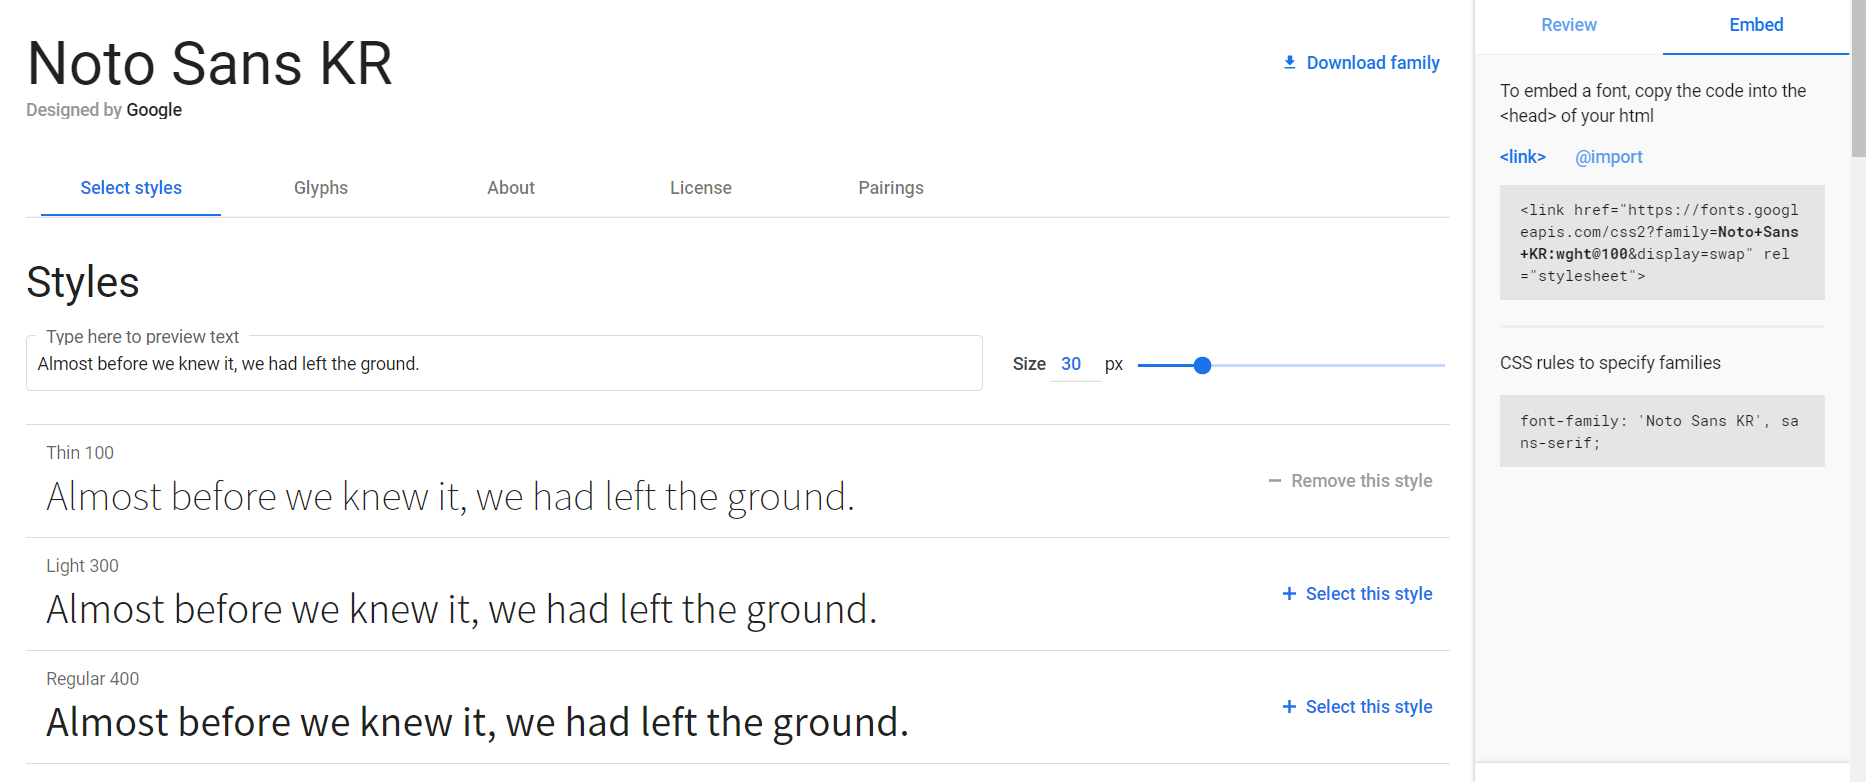 Noto Sans KR
Designed by Google
Download family
Select styles
Glyphs
About
License
Pairings
Styles
Type here to preview text
Almost before we knew it, we had left the ground.
Size 30 px
Thin 100
Almost before we knew it, we had left the ground.
Remove this style
Light 300
Almost before we knew it, we had left the ground.
+ Select this style
Regular 400
Almost before we knew it, we had left the ground.
+ Select this style
Review
Embed
To embed a font, copy the code into the
<head> of your html
<link>
@import
<link href="https://fonts.googl
eapis.com/css2?family=Noto+Sans
+KR:wght@100&display=swap" rel
="stylesheet">
CSS rules to specify families
font-family: 'Noto Sans KR', sa
ns-serif;